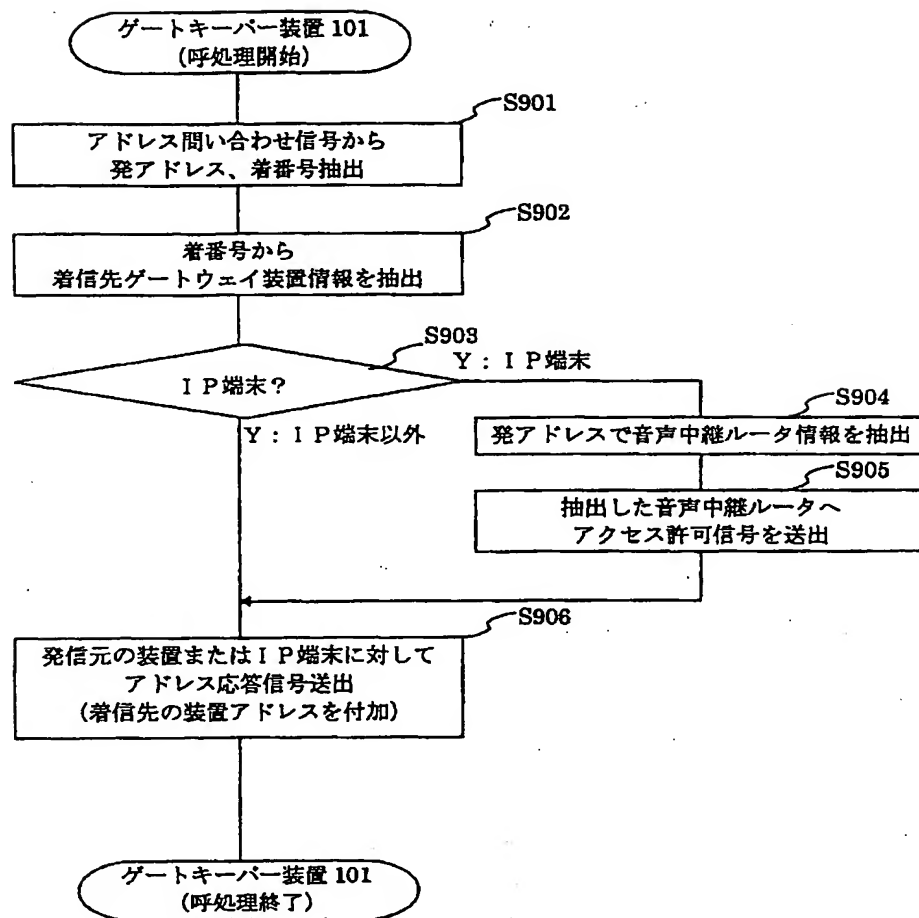 ゲートキーパー装置 101
(呼処理開始)
S901
アドレス問い合わせ信号から
発アドレス、着番号抽出
S902
着番号から
着信先ゲートウェイ装置情報を抽出
S903
IP端末?
Y:IP端末
Y:IP端末以外
S904
発アドレスで音声中継ルータ情報を抽出
S905
抽出した音声中継ルータへ
アクセス許可信号を送出
S906
発信元の装置またはIP端末に対して
アドレス応答信号送出
(着信先の装置アドレスを付加)
ゲートキーパー装置 101
(呼処理終了)